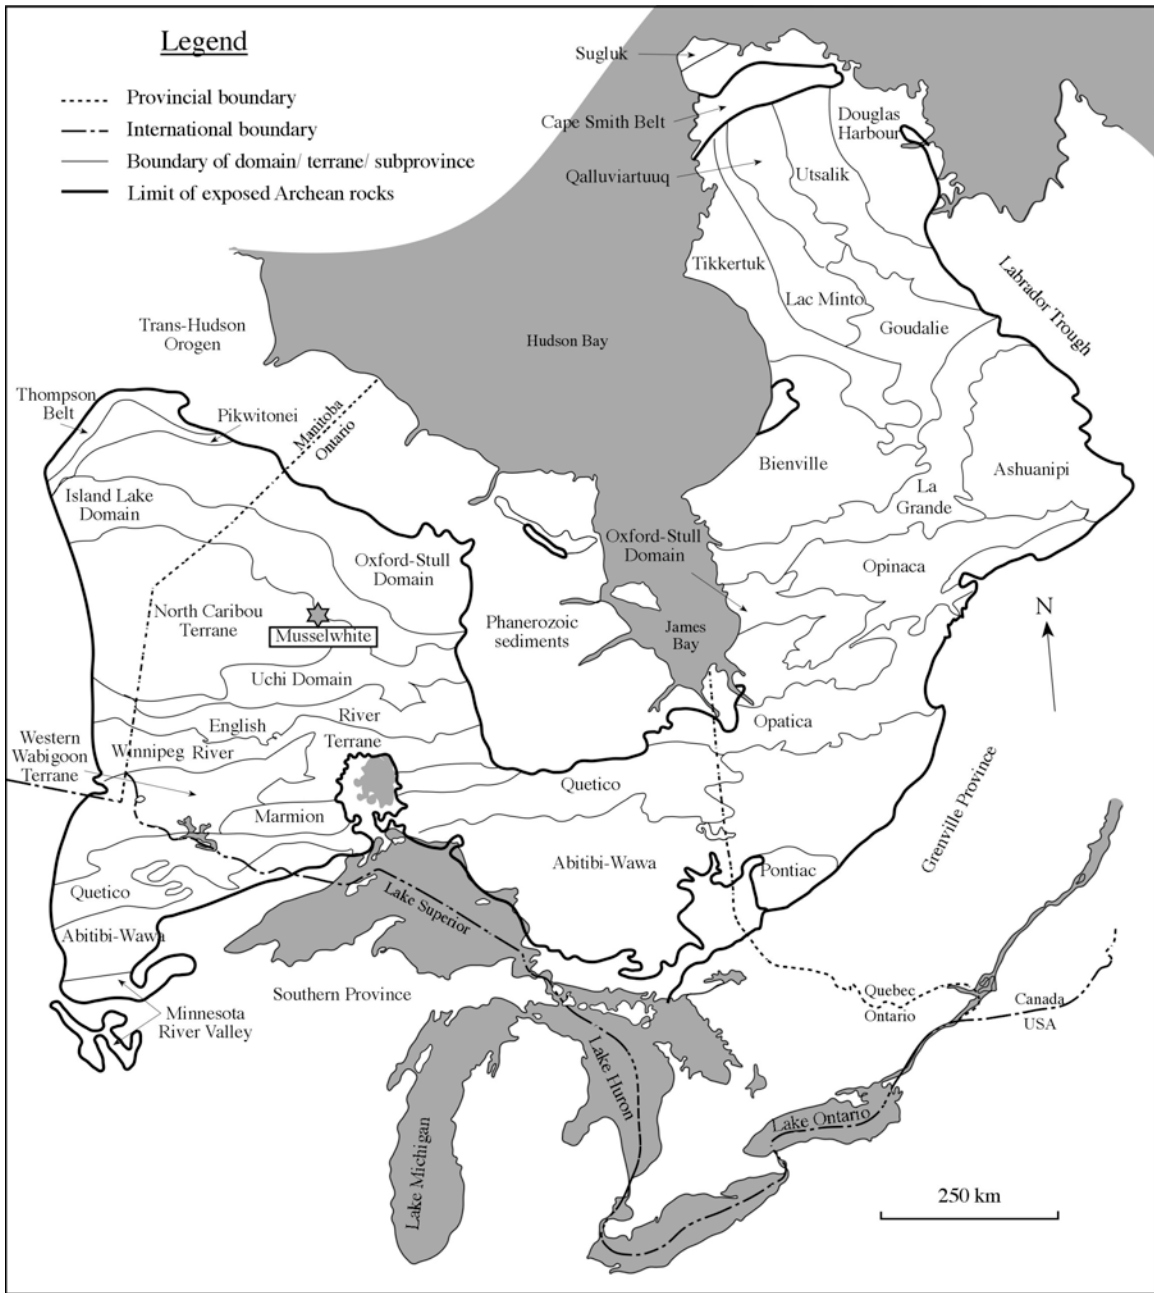 Legend
Provincial boundary
International boundary
Boundary of domain/ terrane/ subprovince
Limit of exposed Archean rocks
Sugluk
Cape Smith Belt
Douglas
Harbour
Qalluviartuuq
Utsalik
Tikkertuk
Lac Minto
Goudalie
Labrador Trough
Trans-Hudson
Orogen
Hudson Bay
Thompson
Belt
Pikwitonei
Manitoba
Ontario
Island Lake
Domain
Bienville
La
Grande
Ashuanipi
Oxford-Stull
Domain
Oxford-Stull
Domain
Opinaca
North Caribou
Terrane
Musselwhite
Phanerozoic
sediments
James
Bay
N
Uchi Domain
English
River
Terrane
Opatica
Western
Wabigoon
Terrane
Winnipeg River
Quetico
Marmion
Grenville Province
Abitibi-Wawa
Pontiac
Quetico
Lake Superior
Abitibi-Wawa
Southern Province
Minnesota
River Valley
Quebec
Ontario
Canada
USA
Lake Huron
Lake Michigan
Lake Ontario
250 km